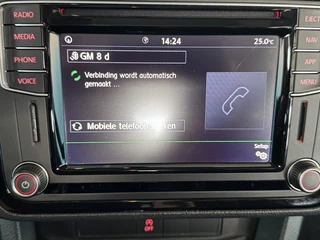 RADIO
MEDIA
PHONE
VOICE
14:24
25.0°C
GM 8 d
Verbinding wordt automatisch
gemaakt ...
Mobiele telefoon
Setup
EJECT
NAV
APP
MENU
OFF